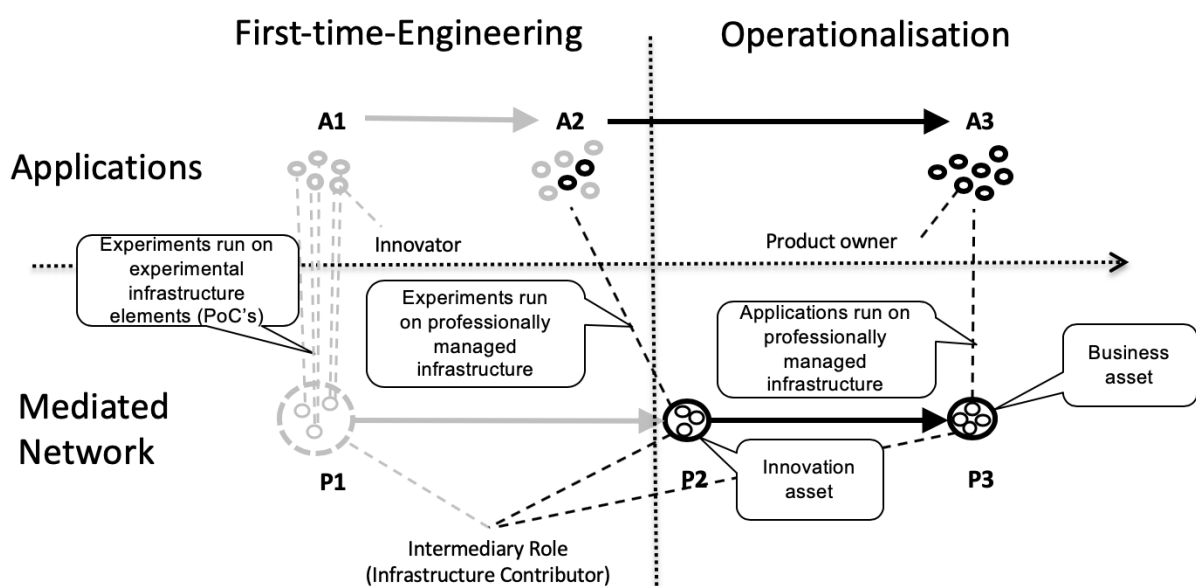 First-time-Engineering
Operationalisation
A1
A2
A3
Applications
Innovator
Product owner
Experiments run on
experimental
infrastructure
elements (PoC's)
Experiments run
on professionally
managed
infrastructure
Applications run on
professionally
managed
infrastructure
Business
asset
Mediated
Network
P1
P2
Innovation
asset
P3
Intermediary Role
(Infrastructure Contributor)